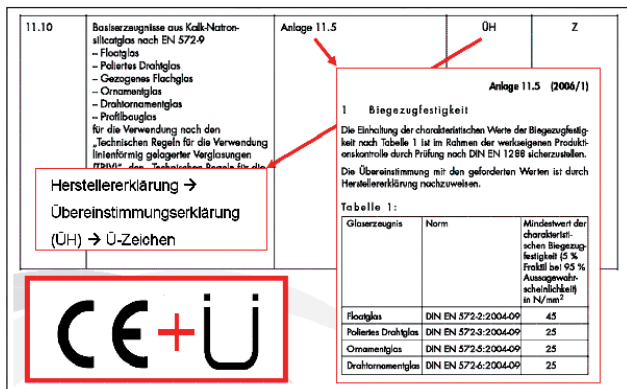 11.10
Basiserzeugnisse aus Kalk-Natron-
silicatglas nach EN 572-9
– Floatglas
– Poliertes Drahtglas
– Gezogenes Flachglas
– Ornamentglas
– Drahtornamentglas
– Profilbauglas
für die Verwendung nach den
„Technischen Regeln für die Verwendung
linienförmig gelagerter Verglasungen
(TRLV)", den „Technischen Regeln für die
Anlage 11.5
ÜH
Z
Herstellererklärung →
Übereinstimmungserklärung
(ÜH) → Ü-Zeichen
CE+Ü
Anlage 11.5 (2006/1)
1 Biegezugfestigkeit
Die Einhaltung der charakteristischen Werte der Biegezugfestig-
keit nach Tabelle 1 ist im Rahmen der werkseigenen Produkti-
onskontrolle durch Prüfung nach DIN EN 1288 sicherzustellen.
Die Übereinstimmung mit den geforderten Werten ist durch
Herstellererklärung nachzuweisen.
Tabelle 1:
Glaserzeugnis Norm Mindestwert der
charakteristi-
schen Biegezug-
festigkeit (5 %
Fraktil bei 95 %
Aussagewahr-
scheinlichkeit)
in N/mm²
Floatglas DIN EN 572-2:2004-09 45
Poliertes Drahtglas DIN EN 572-3:2004-09 25
Ornamentglas DIN EN 572-5:2004-09 25
Drahtornamentglas DIN EN 572-6:2004-09 25